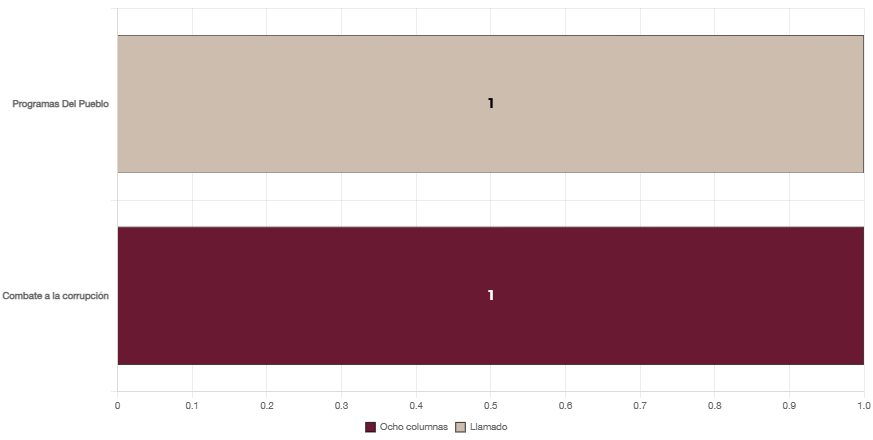 Programas Del Pueblo
1
Combate a la corrupción
1
0 0.1 0.2 0.3 0.4 0.5 0.6 0.7 0.8 0.9 1.0
Ocho columnas Llamado